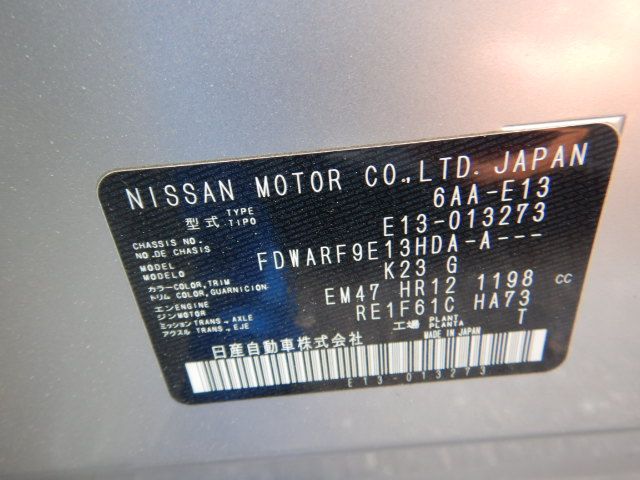 NISSAN MOTOR CO.,LTD. JAPAN
型式 TYPE TIPO 6AA-E13
CHASSIS NO. NO.DE CHASIS E13-013273
MODEL MODELO FDWARF9E13HDA-A---
カラー COLOR,TRIM トリム COLOR,GUARNICION K23 G
エンジン ENGINE MOTOR EM47 HR12 1198 CC
ミッション TRANS., AXLE アクスル TRANS., EJE RE1F61C HA73
工場 PLANT PLANTA T
日産自動車株式会社 MADE IN JAPAN
E13-013273